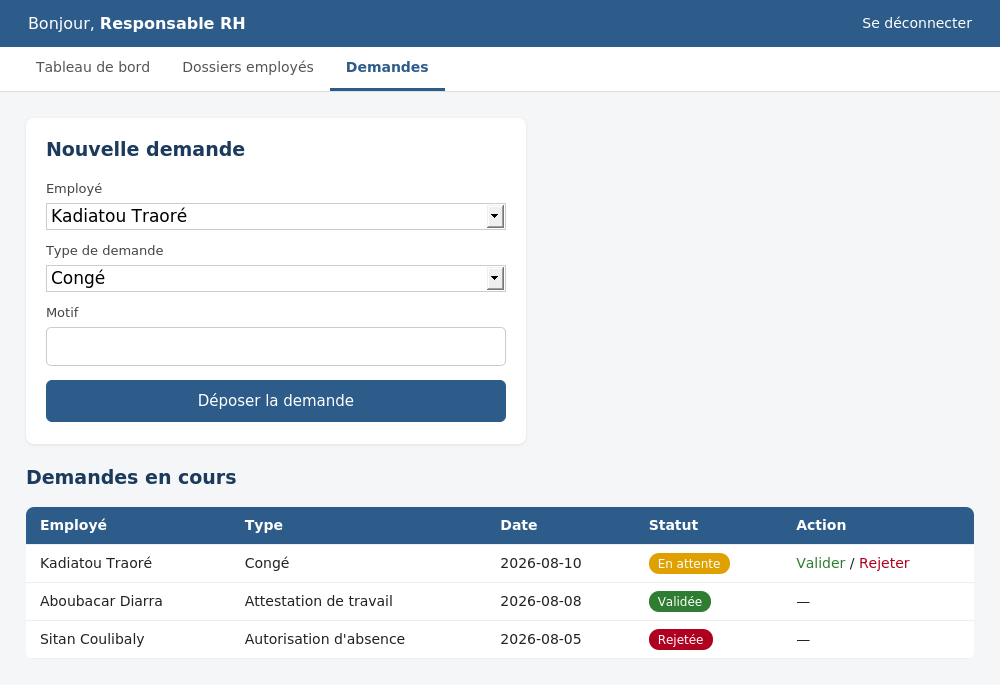 Bonjour, Responsable RH
Se déconnecter
Tableau de bord Dossiers employés Demandes
Nouvelle demande
Employé
Kadiatou Traoré
Type de demande
Congé
Motif
Déposer la demande
Demandes en cours
Employé Type Date Statut Action
Kadiatou Traoré Congé 2026-08-10 En attente Valider / Rejeter
Aboubacar Diarra Attestation de travail 2026-08-08 Validée —
Sitan Coulibaly Autorisation d'absence 2026-08-05 Rejetée —